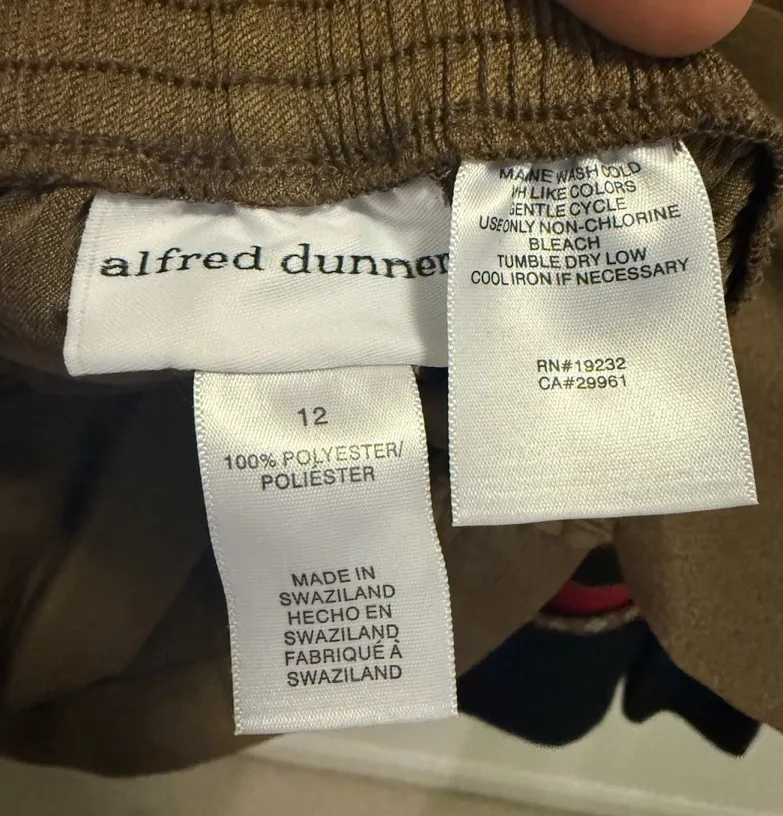 alfred dunner
12
100% POLYESTER/
POLIÉSTER
MADE IN
SWAZILAND
HECHO EN
SWAZILAND
FABRIQUÉ À
SWAZILAND
WASH COLD
LIKE COLORS
GENTLE CYCLE
USE ONLY NON-CHLORINE
BLEACH
TUMBLE DRY LOW
COOL IRON IF NECESSARY
RN#19232
CA#29961